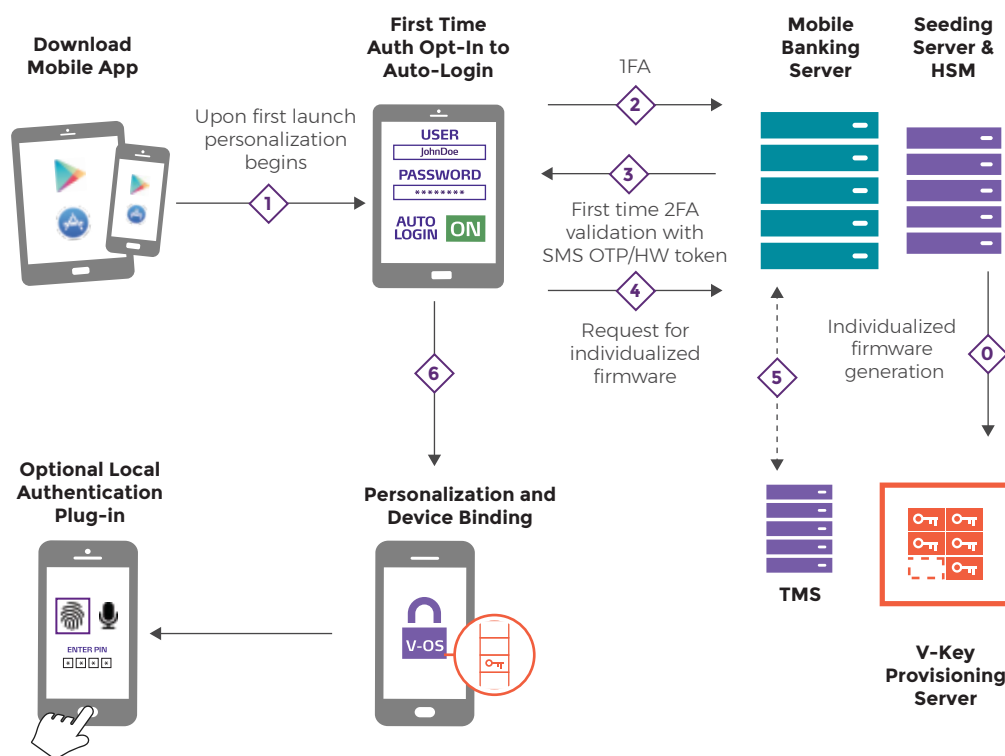 Download
Mobile App
First Time
Auth Opt-In to
Auto-Login
Mobile
Banking
Server
Seeding
Server &
HSM
Upon first launch
personalization
begins
1
USER
JohnDoe
PASSWORD
********
AUTO
LOGIN
ON
1FA
2
3
First time 2FA
validation with
SMS OTP/HW token
4
Request for
individualized
firmware
5
Individualized
firmware
generation
0
6
Optional Local
Authentication
Plug-in
ENTER PIN
* * * *
Personalization and
Device Binding
V-OS
TMS
V-Key
Provisioning
Server